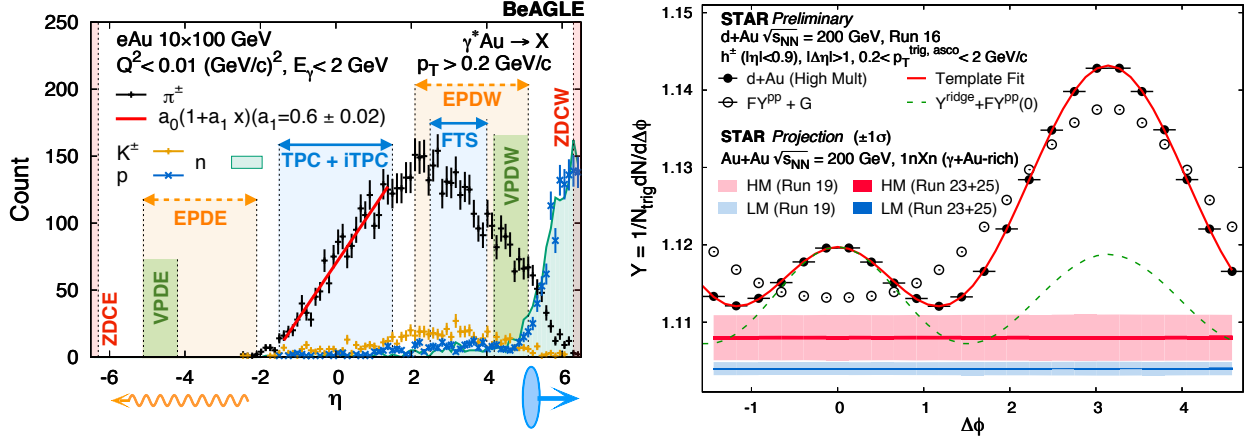 BeAGLE
eAu 10×100 GeV
γ*Au → X
Q²< 0.01 (GeV/c)², Eγ< 2 GeV
pT > 0.2 GeV/c
π±
EPDW
a₀(1+a₁ x)(a₁=0.6 ± 0.02)
K±
n
p
TPC + iTPC
FTS
ZDCW
EPDE
VPDW
VPDE
ZDCE
Count
250
200
150
100
50
0
-6
-4
-2
0
2
4
6
η
STAR Preliminary
d+Au √sNN = 200 GeV, Run 16
h± (|η|<0.9), |Δη|>1, 0.2<pT^trig, asco< 2 GeV/c
d+Au (High Mult)
Template Fit
FY^pp + G
Y^ridge+FY^pp(0)
STAR Projection (±1σ)
Au+Au √sNN = 200 GeV, 1nXn (γ+Au-rich)
HM (Run 19)
HM (Run 23+25)
LM (Run 19)
LM (Run 23+25)
Y = 1/Ntrig dN/dΔϕ
1.15
1.14
1.13
1.12
1.11
-1
0
1
2
3
4
Δϕ